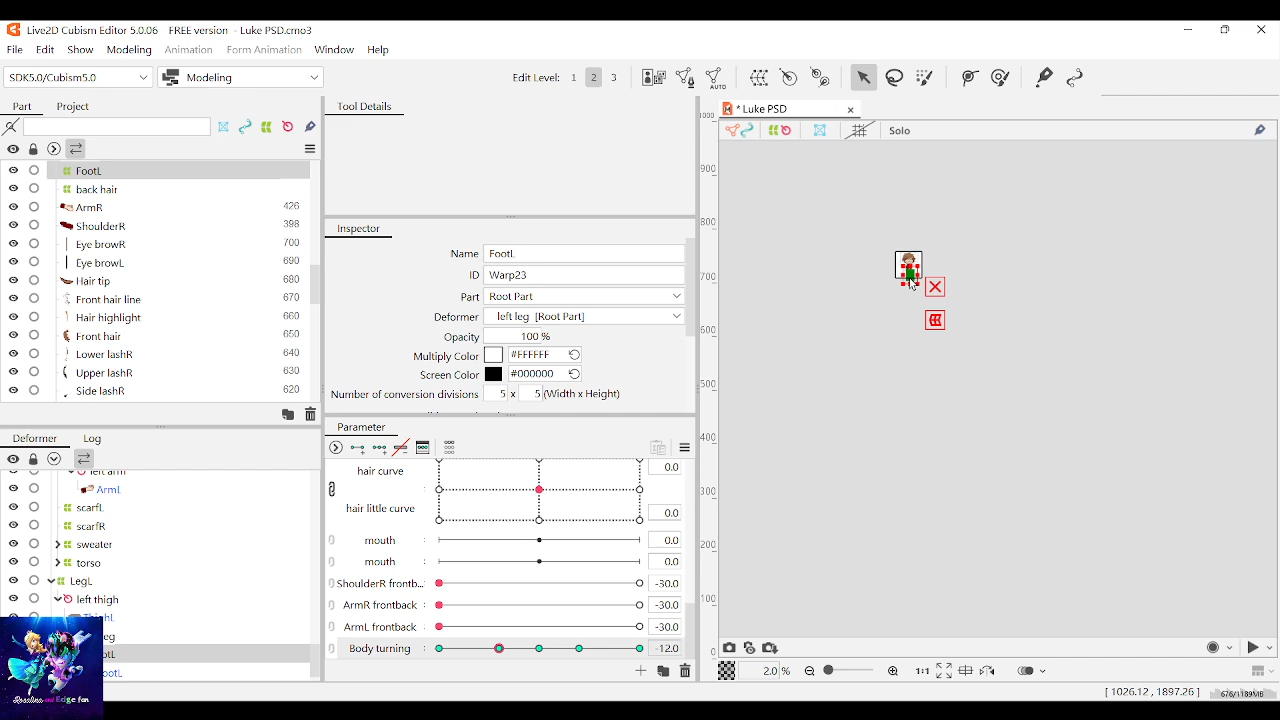 Live2D Cubism Editor 5.0.06 FREE version - Luke PSD.cmo3
File Edit Show Modeling Animation Form Animation Window Help
SDK5.0/Cubism5.0 Modeling Edit Level: 1 2 3 AUTO
Part Project
Tool Details
* Luke PSD
Solo
FootL
back hair
ArmR 426
ShoulderR 398
Eye browR 700
Eye browL 690
Hair tip 680
Front hair line 670
Hair highlight 660
Front hair 650
Lower lashR 640
Upper lashR 630
Side lashR 620
Inspector
Name FootL
ID Warp23
Part Root Part
Deformer left leg [Root Part]
Opacity 100 %
Multiply Color #FFFFFF
Screen Color #000000
Number of conversion divisions 5 x 5 (Width x Height)
Parameter
hair curve 0.0
hair little curve 0.0
mouth : 0.0
mouth : 0.0
ShoulderR frontb... : -30.0
ArmR frontback : -30.0
ArmL frontback : -30.0
Body turning : -12.0
Deformer Log
left arm
ArmL
scarfL
scarfR
sweater
torso
LegL
left thigh
900
800
700
600
500
400
300
200
100
0
2.0 % 1:1
[ 1026.12 , 1897.26 ]